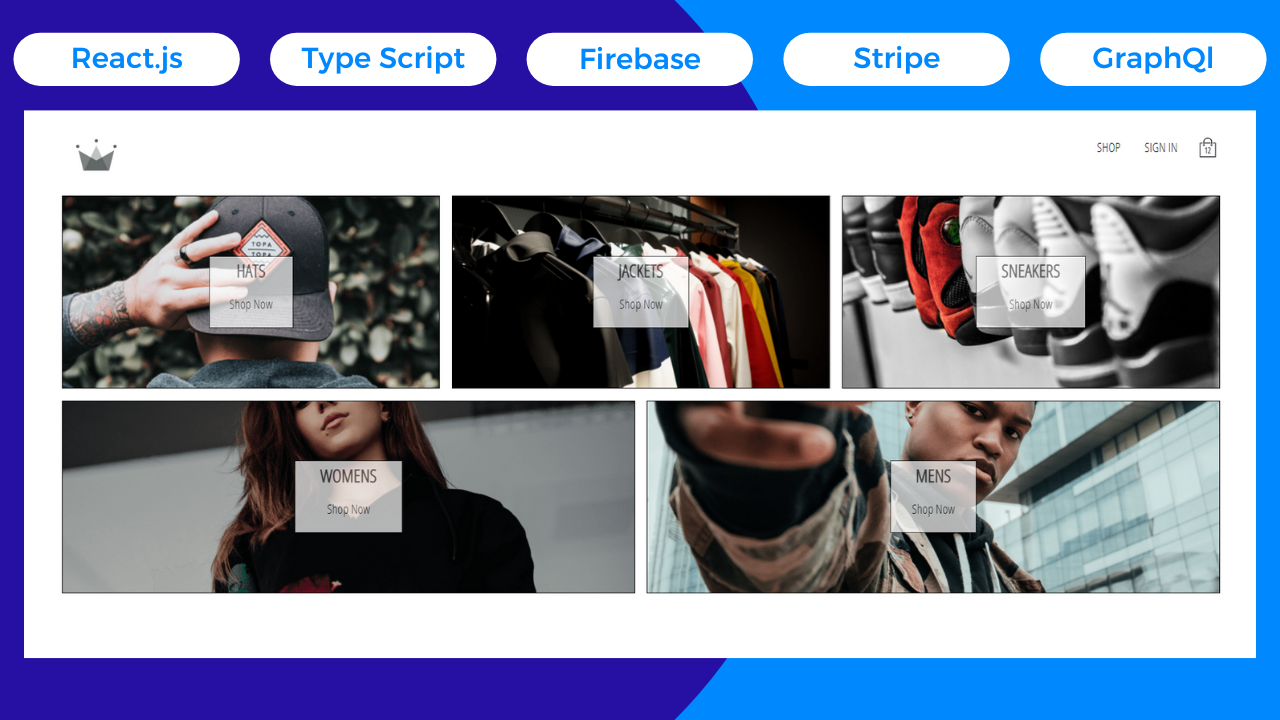 React.js
Type Script
Firebase
Stripe
GraphQl
SHOP
SIGN IN
12
TOPA
TOPA
HATS
Shop Now
JACKETS
Shop Now
SNEAKERS
Shop Now
WOMENS
Shop Now
MENS
Shop Now